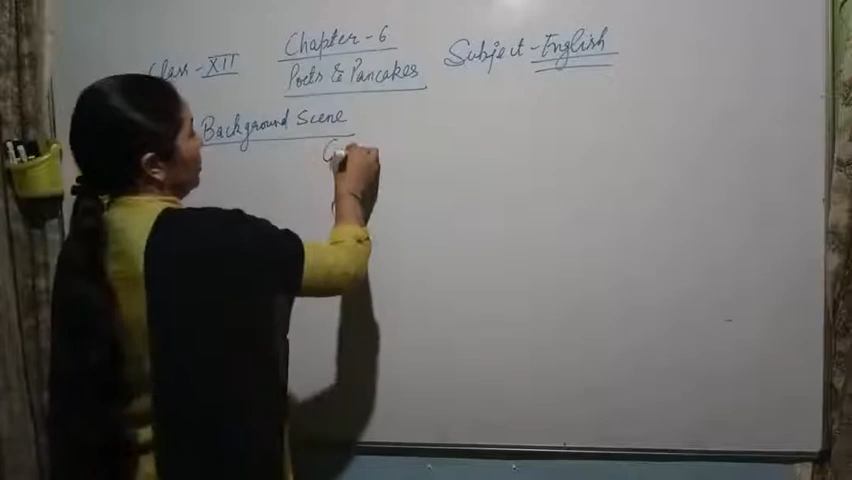 Class - XII Chapter - 6 Subject - English
Poets & Pancakes
Background Scene
G